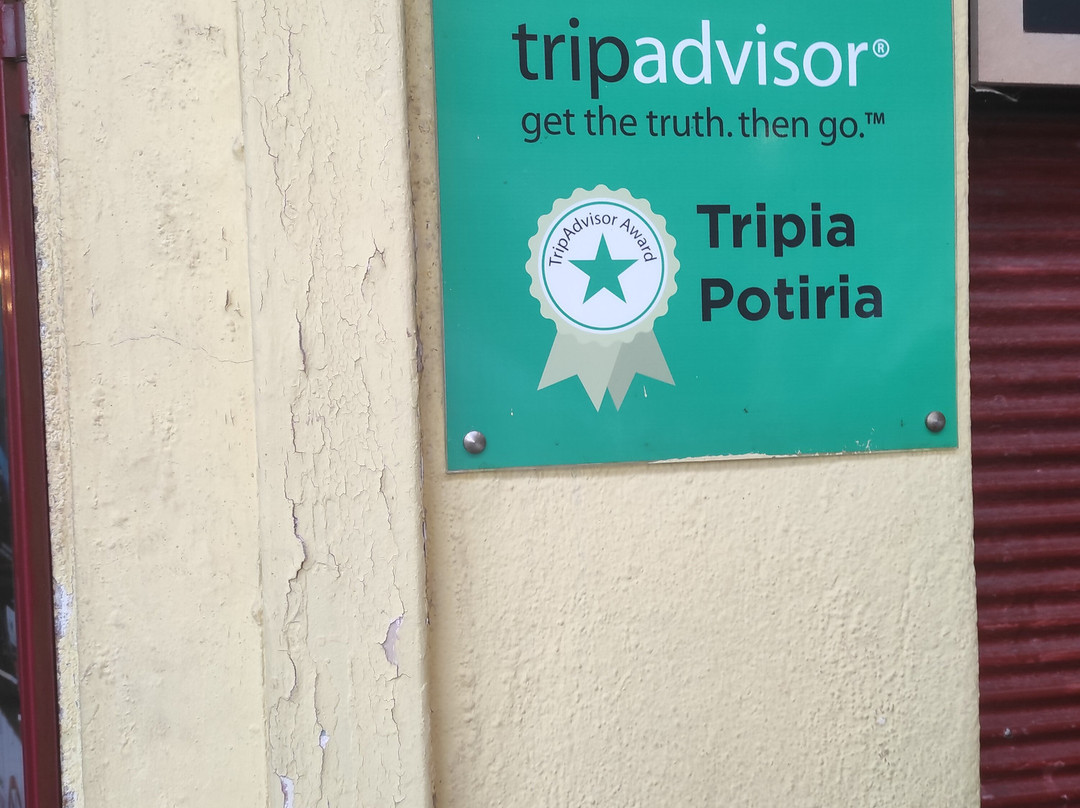 tripadvisor®
get the truth. then go.™
TripAdvisor Award
Tripia
Potiria